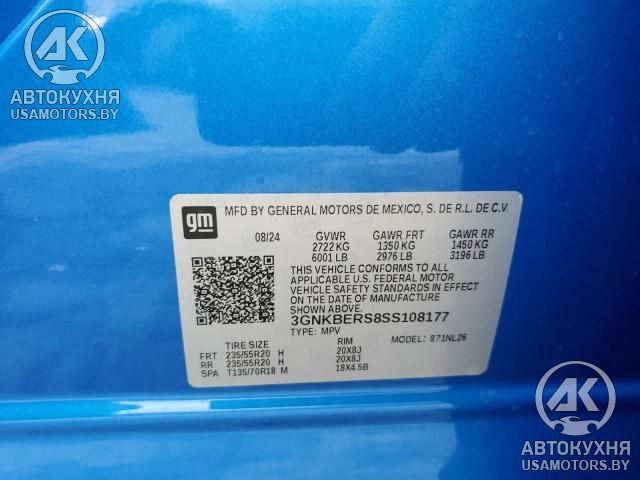 AK
АВТОКУХНЯ
USAMOTORS.BY
gm
MFD BY GENERAL MOTORS DE MEXICO, S. DE R.L. DE C.V.
08/24 GVWR GAWR FRT GAWR RR
2722 KG 1350 KG 1450 KG
6001 LB 2976 LB 3196 LB
THIS VEHICLE CONFORMS TO ALL
APPLICABLE U.S. FEDERAL MOTOR
VEHICLE SAFETY STANDARDS IN EFFECT
ON THE DATE OF MANUFACTURE SHOWN ABOVE.
3GNKBERS8SS108177
TYPE: MPV MODEL: 871NL26
TIRE SIZE RIM
FRT 235/55R20 H 20X8J
RR 235/55R20 H 20X8J
SPA T135/70R18 M 18X4.5B
AK
АВТОКУХНЯ
USAMOTORS.BY